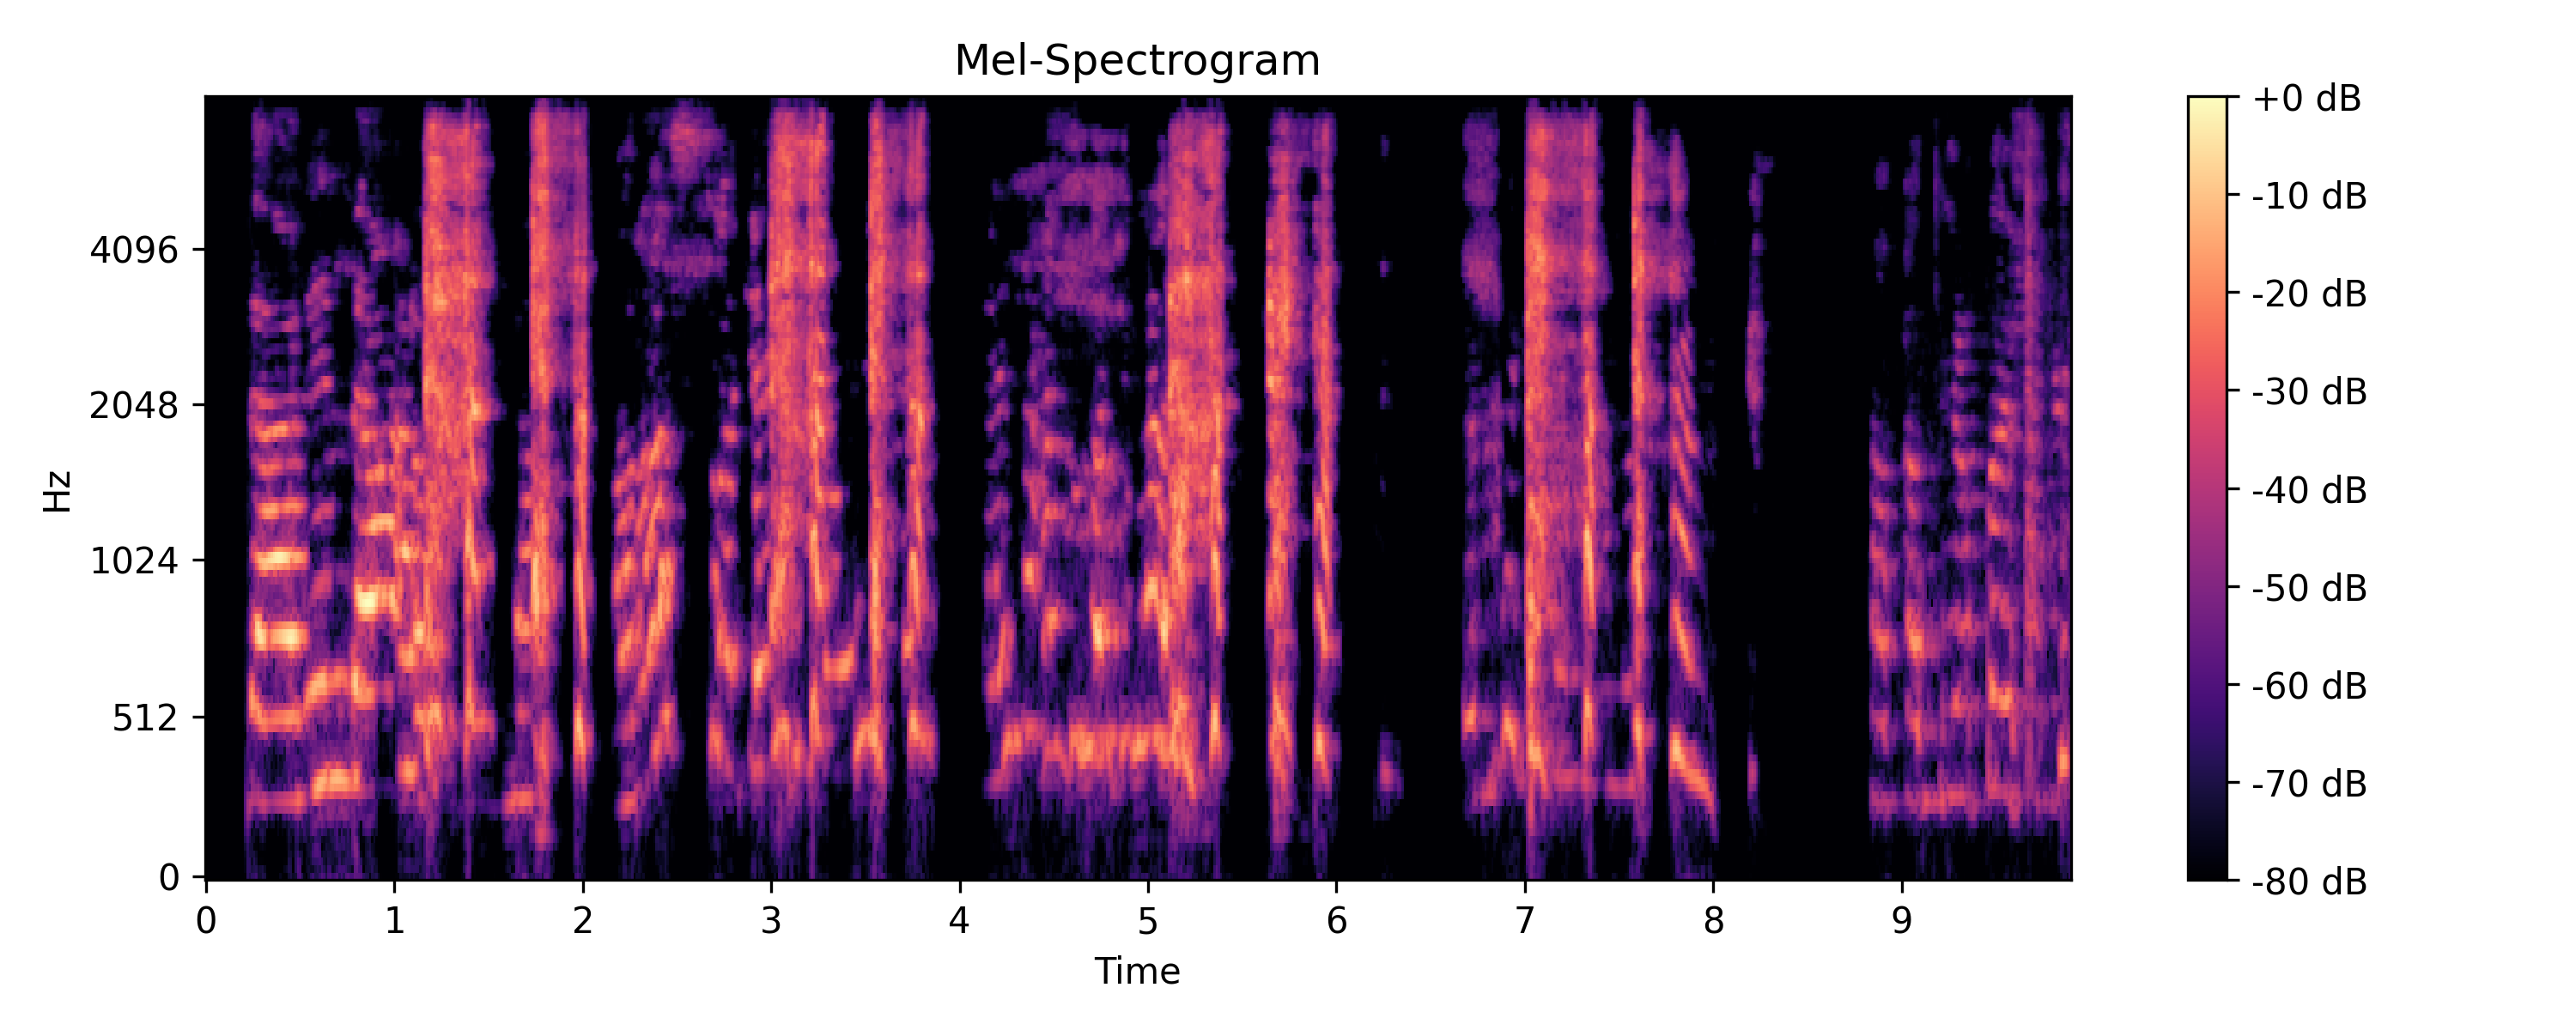 Mel-Spectrogram
+0 dB
-10 dB
4096
-20 dB
2048
-30 dB
Hz
-40 dB
1024
-50 dB
512
-60 dB
-70 dB
0
-80 dB
0 1 2 3 4 5 6 7 8 9
Time